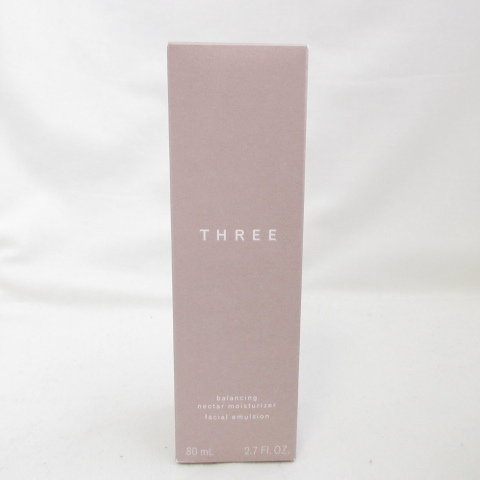 THREE
balancing
nectar moisturizer
facial emulsion
80 mL 2.7 FL. OZ.